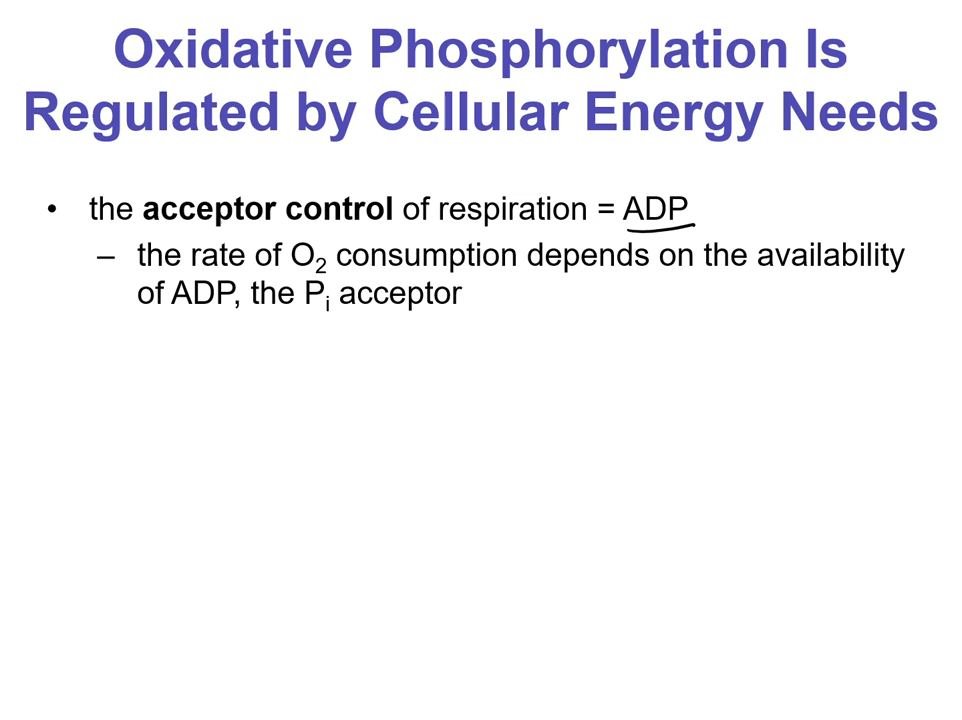 Oxidative Phosphorylation Is
Regulated by Cellular Energy Needs
• the acceptor control of respiration = ADP
– the rate of O₂ consumption depends on the availability
of ADP, the Pᵢ acceptor